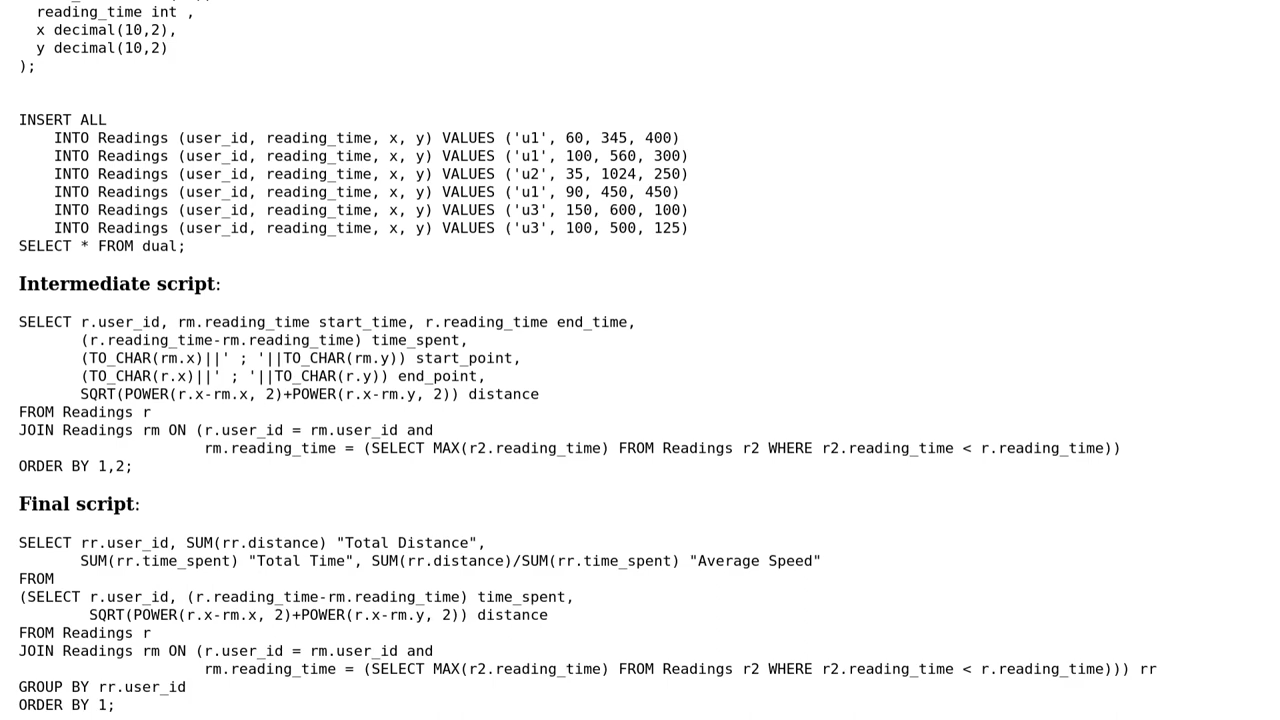 reading_time int ,
x decimal(10,2),
y decimal(10,2)
);
INSERT ALL
INTO Readings (user_id, reading_time, x, y) VALUES ('u1', 60, 345, 400)
INTO Readings (user_id, reading_time, x, y) VALUES ('u1', 100, 560, 300)
INTO Readings (user_id, reading_time, x, y) VALUES ('u2', 35, 1024, 250)
INTO Readings (user_id, reading_time, x, y) VALUES ('u1', 90, 450, 450)
INTO Readings (user_id, reading_time, x, y) VALUES ('u3', 150, 600, 100)
INTO Readings (user_id, reading_time, x, y) VALUES ('u3', 100, 500, 125)
SELECT * FROM dual;
Intermediate script:
SELECT r.user_id, rm.reading_time start_time, r.reading_time end_time,
(r.reading_time-rm.reading_time) time_spent,
(TO_CHAR(rm.x)||' ; '||TO_CHAR(rm.y)) start_point,
(TO_CHAR(r.x)||' ; '||TO_CHAR(r.y)) end_point,
SQRT(POWER(r.x-rm.x, 2)+POWER(r.x-rm.y, 2)) distance
FROM Readings r
JOIN Readings rm ON (r.user_id = rm.user_id and
rm.reading_time = (SELECT MAX(r2.reading_time) FROM Readings r2 WHERE r2.reading_time < r.reading_time))
ORDER BY 1,2;
Final script:
SELECT rr.user_id, SUM(rr.distance) "Total Distance",
SUM(rr.time_spent) "Total Time", SUM(rr.distance)/SUM(rr.time_spent) "Average Speed"
FROM
(SELECT r.user_id, (r.reading_time-rm.reading_time) time_spent,
SQRT(POWER(r.x-rm.x, 2)+POWER(r.x-rm.y, 2)) distance
FROM Readings r
JOIN Readings rm ON (r.user_id = rm.user_id and
rm.reading_time = (SELECT MAX(r2.reading_time) FROM Readings r2 WHERE r2.reading_time < r.reading_time))) rr
GROUP BY rr.user_id
ORDER BY 1;